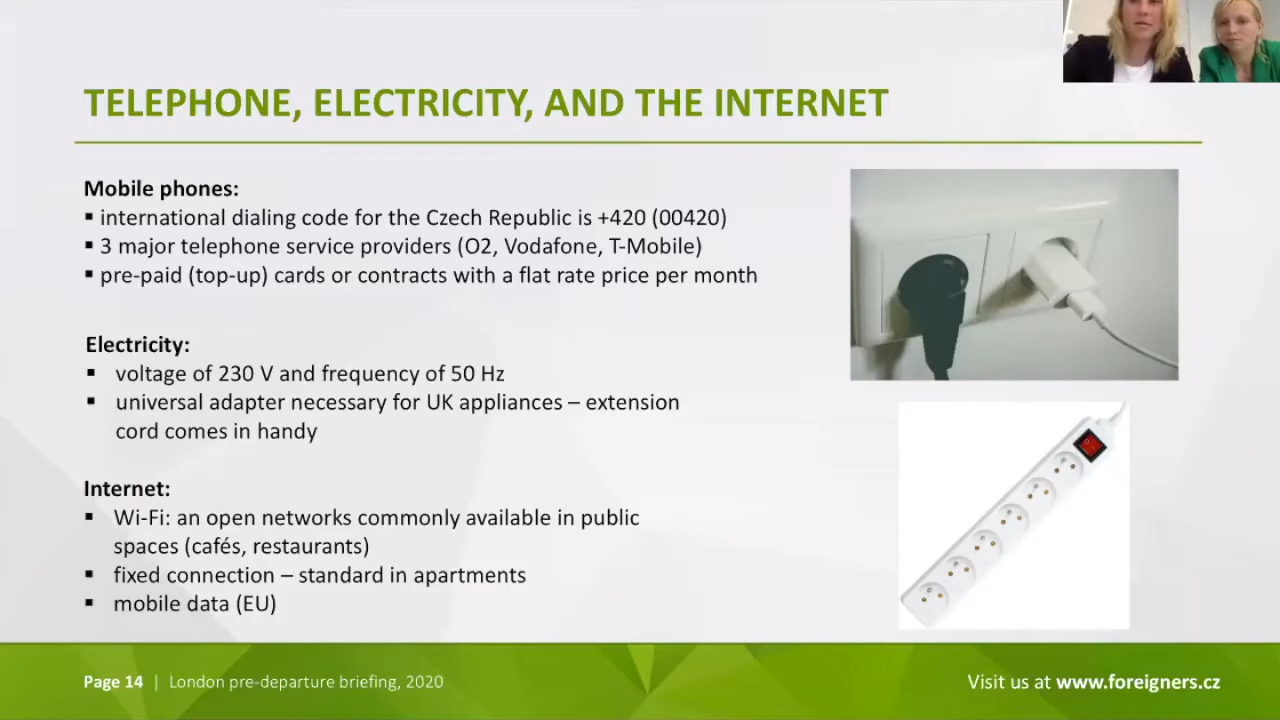 TELEPHONE, ELECTRICITY, AND THE INTERNET
Mobile phones:
▪ international dialing code for the Czech Republic is +420 (00420)
▪ 3 major telephone service providers (O2, Vodafone, T-Mobile)
▪ pre-paid (top-up) cards or contracts with a flat rate price per month
Electricity:
▪ voltage of 230 V and frequency of 50 Hz
▪ universal adapter necessary for UK appliances – extension
cord comes in handy
Internet:
▪ Wi-Fi: an open networks commonly available in public
spaces (cafés, restaurants)
▪ fixed connection – standard in apartments
▪ mobile data (EU)
Page 14 | London pre-departure briefing, 2020
Visit us at www.foreigners.cz